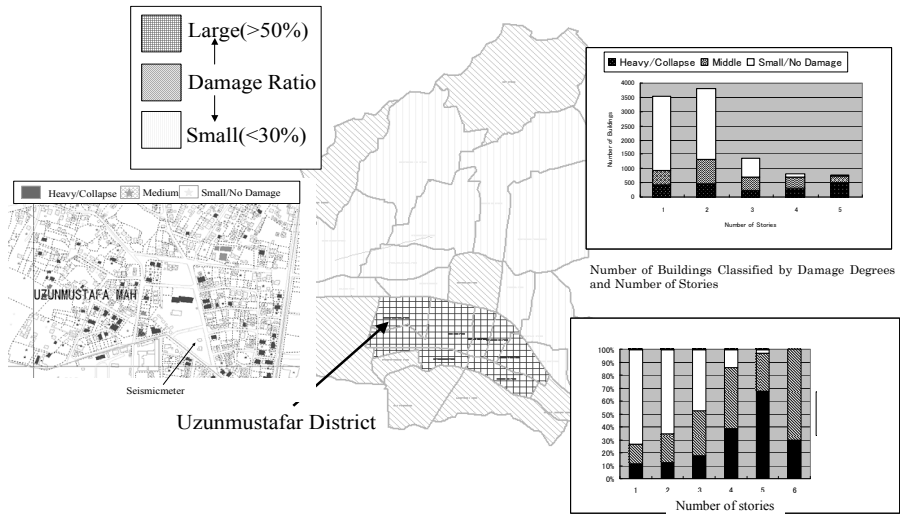 Large(>50%)
Damage Ratio
Small(<30%)
Heavy/Collapse Medium Small/No Damage
UZUNMUSTAFA MAH
Seismicmeter
Uzunmustafar District
Heavy/Collapse Middle Small/No Damage
Number of Buildings
4000
3500
3000
2500
2000
1500
1000
500
0
1 2 3 4 5
Number of Stories
Number of Buildings Classified by Damage Degrees
and Number of Stories
100%
90%
80%
70%
60%
50%
40%
30%
20%
10%
0%
1 2 3 4 5 6
Number of stories